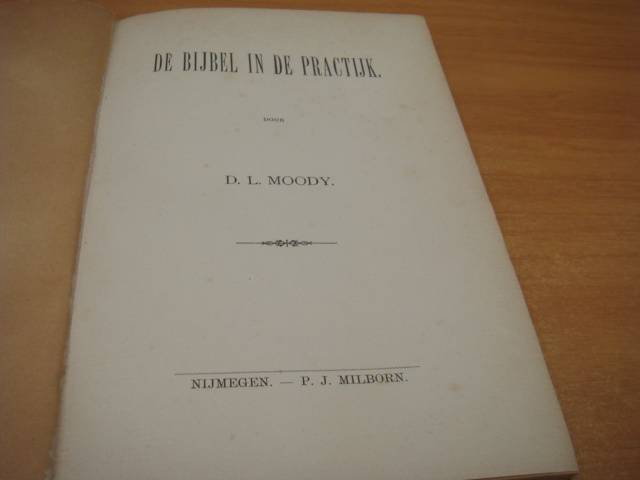 DE BIJBEL IN DE PRACTIJK.
DOOR
D. L. MOODY.
NIJMEGEN. — P. J. MILBORN.